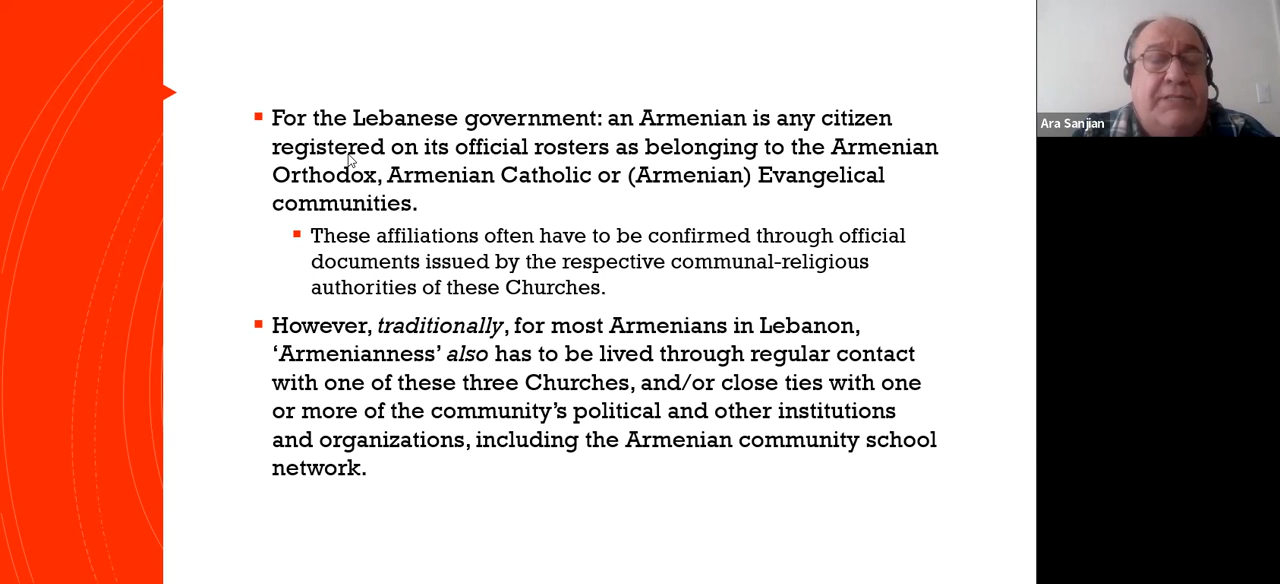 For the Lebanese government: an Armenian is any citizen
registered on its official rosters as belonging to the Armenian
Orthodox, Armenian Catholic or (Armenian) Evangelical
communities.
These affiliations often have to be confirmed through official
documents issued by the respective communal-religious
authorities of these Churches.
However, traditionally, for most Armenians in Lebanon,
‘Armenianness’ also has to be lived through regular contact
with one of these three Churches, and/or close ties with one
or more of the community’s political and other institutions
and organizations, including the Armenian community school
network.
Ara Sanjian